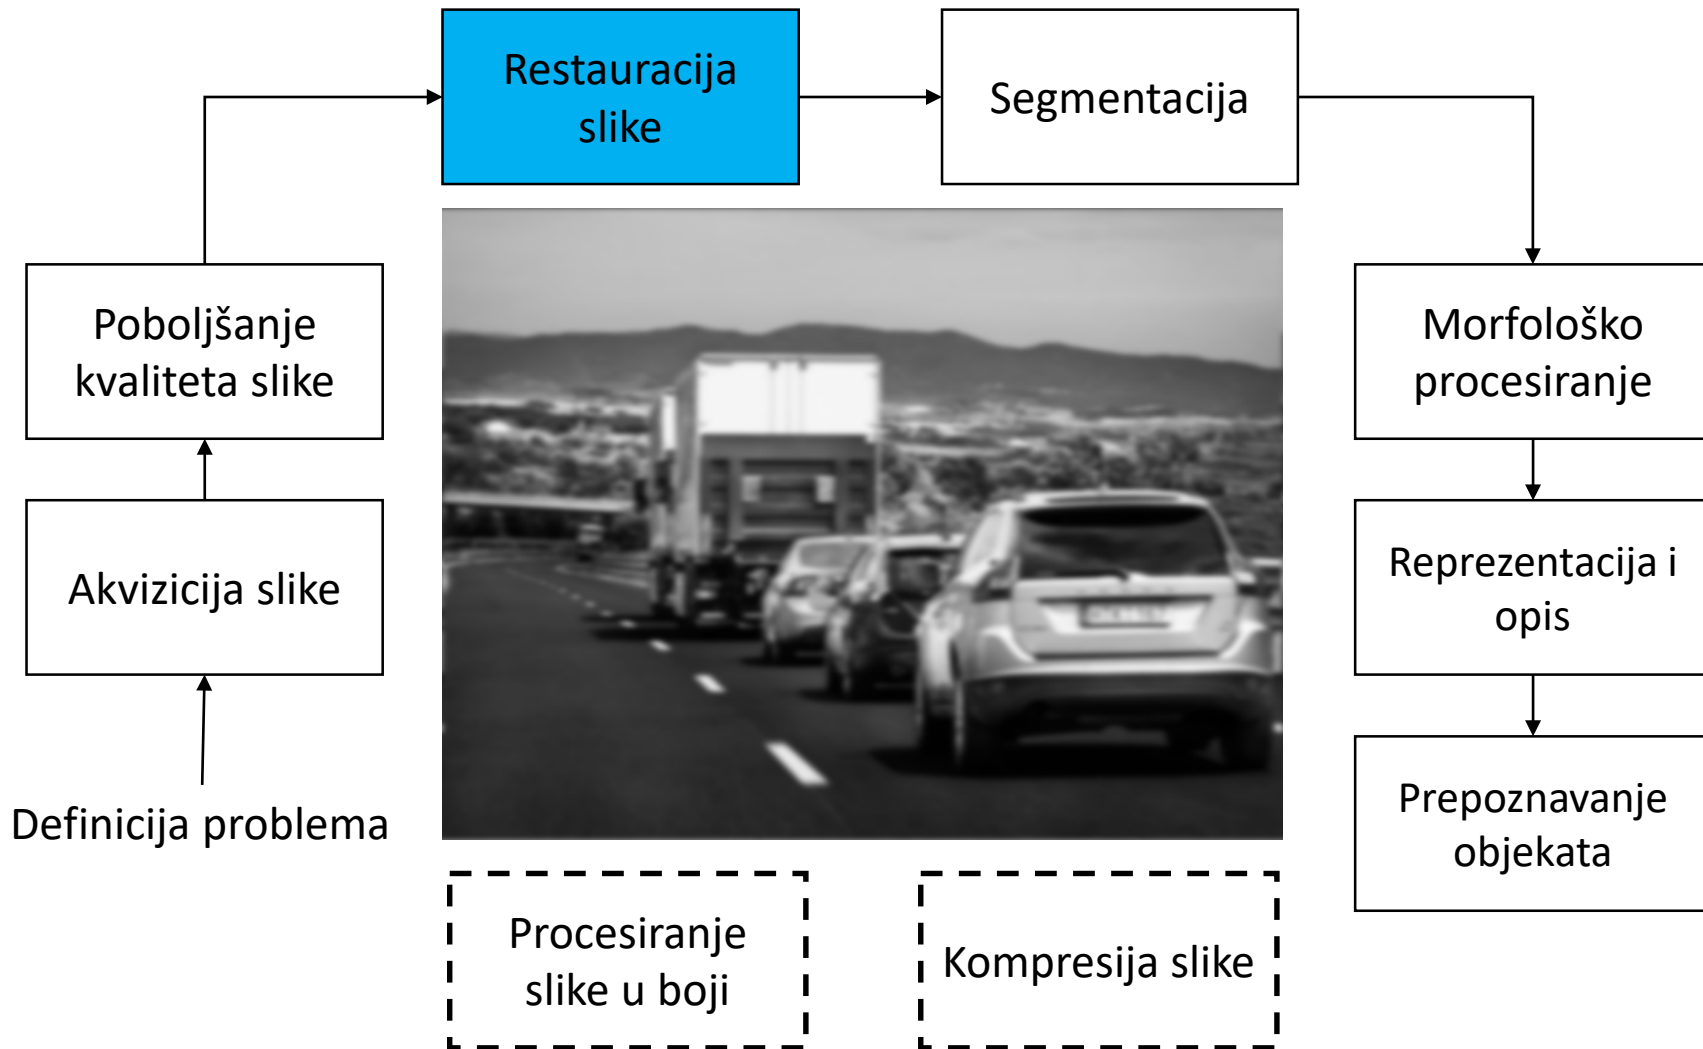 Restauracija
slike
Segmentacija
Poboljšanje
kvaliteta slike
Morfološko
procesiranje
Akvizicija slike
Reprezentacija i
opis
Definicija problema
Prepoznavanje
objekata
Procesiranje
slike u boji
Kompresija slike